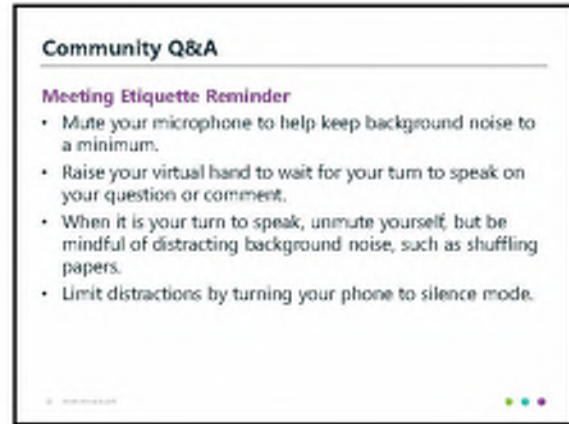 Community Q&A
Meeting Etiquette Reminder
• Mute your microphone to help keep background noise to
a minimum.
• Raise your virtual hand to wait for your turn to speak on
your question or comment.
• When it is your turn to speak, unmute yourself, but be
mindful of distracting background noise, such as shuffling
papers.
• Limit distractions by turning your phone to silence mode.